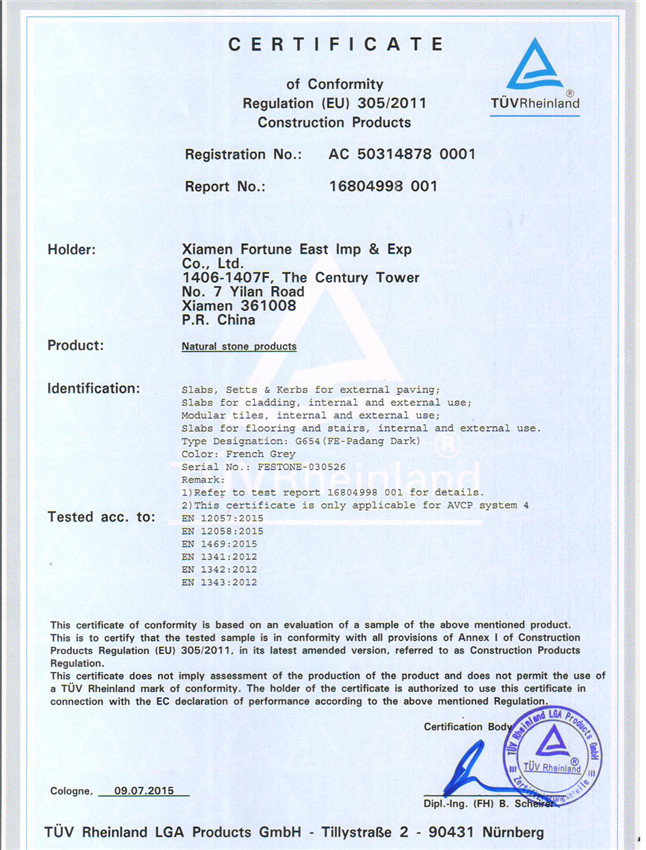 CERTIFICATE
of Conformity
Regulation (EU) 305/2011
Construction Products
TÜVRheinland®
Registration No.: AC 50314878 0001
Report No.: 16804998 001
Holder: Xiamen Fortune East Imp & Exp
Co., Ltd.
1406-1407F, The Century Tower
No. 7 Yilan Road
Xiamen 361008
P.R. China
Product: Natural stone products
Identification: Slabs, Setts & Kerbs for external paving;
Slabs for cladding, internal and external use;
Modular tiles, internal and external use;
Slabs for flooring and stairs, internal and external use.
Type Designation: G654(FE-Padang Dark)
Color: French Grey
Serial No.: FESTONE-030526
Remark:
1)Refer to test report 16804998 001 for details.
2)This certificate is only applicable for AVCP system 4
TÜVRheinland®
Tested acc. to: EN 12057:2015
EN 12058:2015
EN 1469:2015
EN 1341:2012
EN 1342:2012
EN 1343:2012
This certificate of conformity is based on an evaluation of a sample of the above mentioned product.
This is to certify that the tested sample is in conformity with all provisions of Annex I of Construction
Products Regulation (EU) 305/2011, in its latest amended version, referred to as Construction Products
Regulation.
This certificate does not imply assessment of the production of the product and does not permit the use of
a TÜV Rheinland mark of conformity. The holder of the certificate is authorized to use this certificate in
connection with the EC declaration of performance according to the above mentioned Regulation.
Certification Body
TÜV Rheinland LGA Products GmbH
TÜV Rheinland®
Zertifizierungsstelle
Cologne, 09.07.2015
Dipl.-Ing. (FH) B. Scheirer
TÜV Rheinland LGA Products GmbH - Tillystraße 2 - 90431 Nürnberg